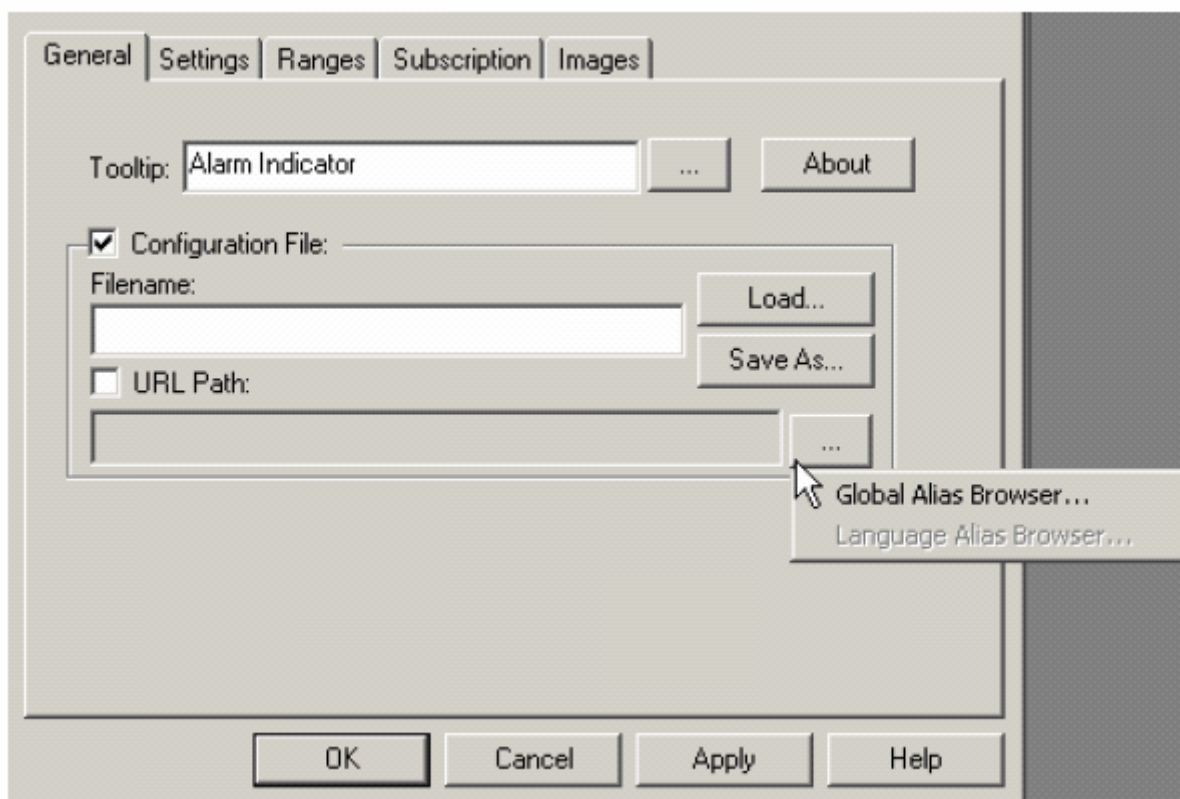 General Settings Ranges Subscription Images
Tooltip: Alarm Indicator ... About
Configuration File:
Filename:
Load...
Save As...
URL Path:
...
Global Alias Browser...
Language Alias Browser...
OK Cancel Apply Help